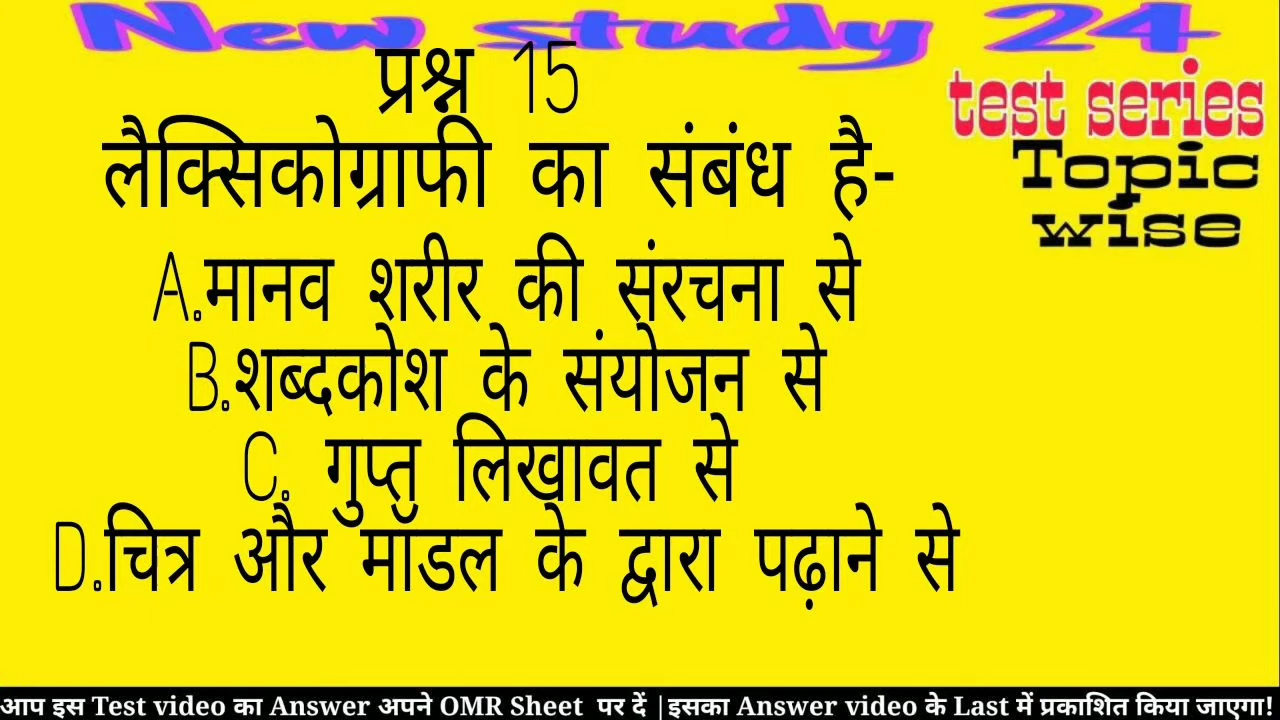 New study 24
test series
Topic
wise
प्रश्न 15
लैक्सिकोग्राफी का संबंध है-
A.मानव शरीर की संरचना से
B.शब्दकोश के संयोजन से
C. गुप्त लिखावत से
D.चित्र और मॉडल के द्वारा पढ़ाने से
आप इस Test video का Answer अपने OMR Sheet पर दें |इसका Answer video के Last में प्रकाशित किया जाएगा!